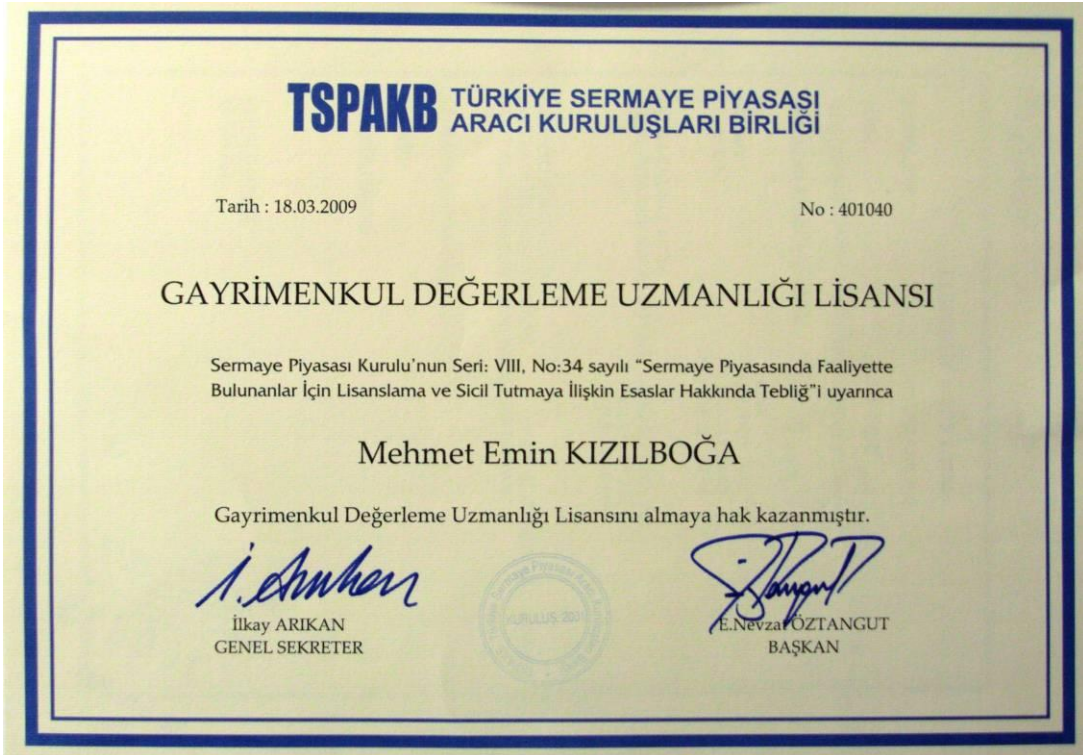 TSPAKB TÜRKİYE SERMAYE PİYASASI
ARACI KURULUŞLARI BİRLİĞİ
Tarih : 18.03.2009
No : 401040
GAYRİMENKUL DEĞERLEME UZMANLIĞI LİSANSI
Sermaye Piyasası Kurulu'nun Seri: VIII, No:34 sayılı "Sermaye Piyasasında Faaliyette
Bulunanlar İçin Lisanslama ve Sicil Tutmaya İlişkin Esaslar Hakkında Tebliğ"i uyarınca
Mehmet Emin KIZILBOĞA
Gayrimenkul Değerleme Uzmanlığı Lisansını almaya hak kazanmıştır.
İlkay ARIKAN
GENEL SEKRETER
E.Nevzat ÖZTANGUT
BAŞKAN